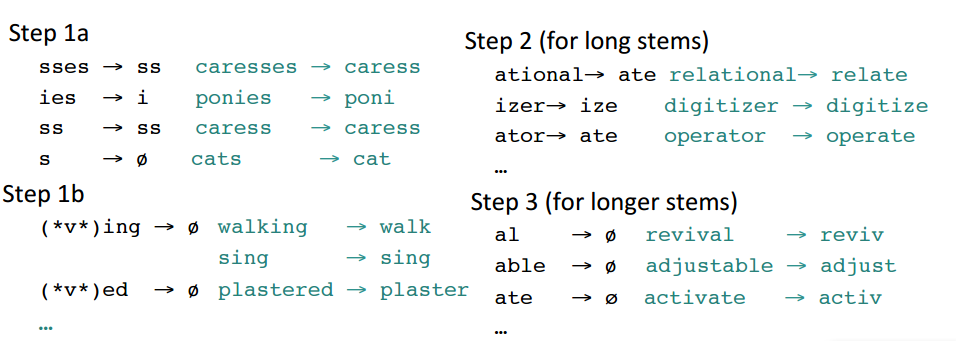 Step 1a
sses → ss caresses → caress
ies → i ponies → poni
ss → ss caress → caress
s → ø cats → cat
Step 1b
(*v*)ing → ø walking → walk
sing → sing
(*v*)ed → ø plastered → plaster
…
Step 2 (for long stems)
ational→ ate relational→ relate
izer→ ize digitizer → digitize
ator→ ate operator → operate
…
Step 3 (for longer stems)
al → ø revival → reviv
able → ø adjustable → adjust
ate → ø activate → activ
…